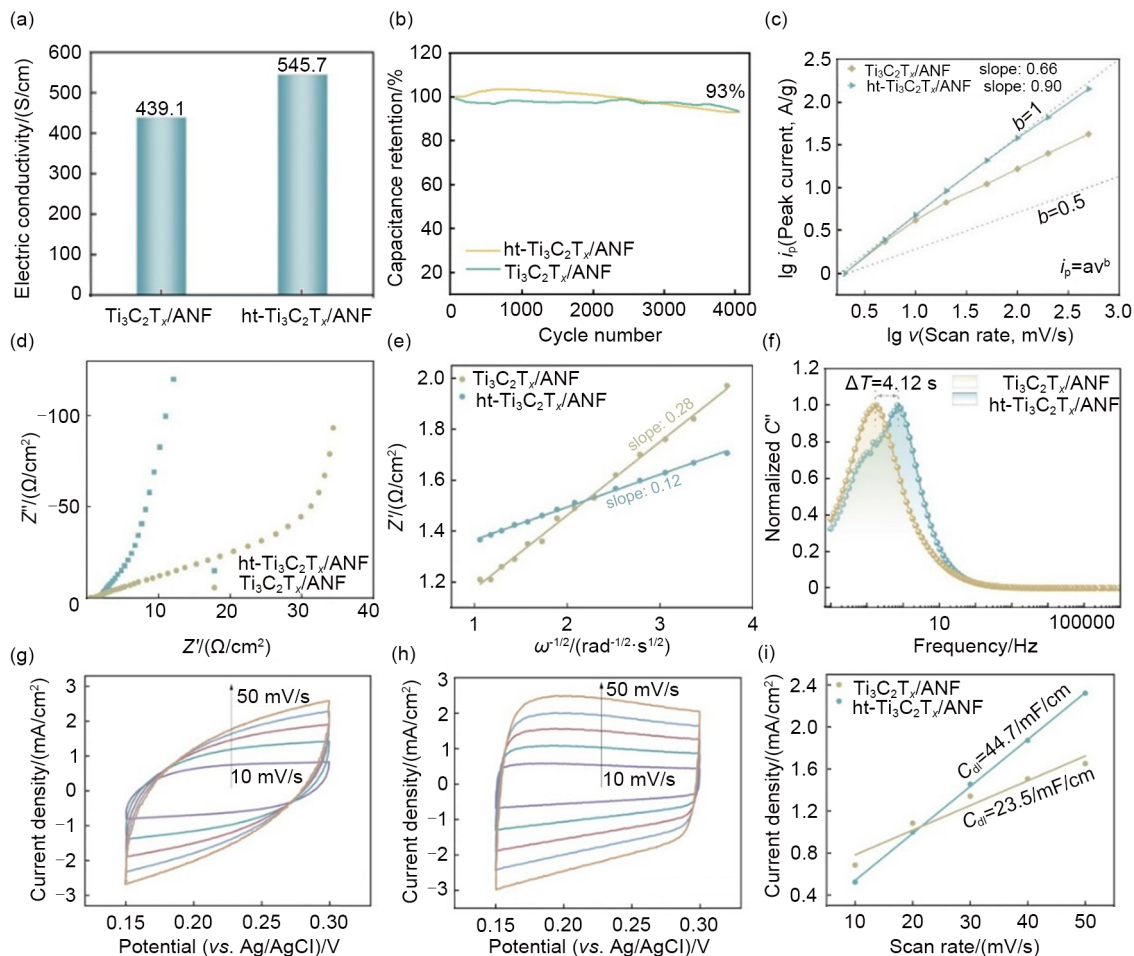 (a)
Electric conductivity/(S/cm)
600
500
400
300
200
100
0
439.1
545.7
Ti₃C₂Tₓ/ANF
ht-Ti₃C₂Tₓ/ANF
(b)
Capacitance retention/%
120
100
80
60
40
20
93%
ht-Ti₃C₂Tₓ/ANF
Ti₃C₂Tₓ/ANF
0
1000
2000
3000
4000
Cycle number
(c)
lg iₚ(Peak current, A/g)
2.5
2.0
1.5
1.0
0.5
0
Ti₃C₂Tₓ/ANF slope: 0.66
ht-Ti₃C₂Tₓ/ANF slope: 0.90
b=1
b=0.5
iₚ=avᵇ
0.5
1.0
1.5
2.0
2.5
3.0
lg v(Scan rate, mV/s)
(d)
Z″/(Ω/cm²)
−100
−50
0
ht-Ti₃C₂Tₓ/ANF
Ti₃C₂Tₓ/ANF
10
20
30
40
Z′/(Ω/cm²)
(e)
Z′/(Ω/cm²)
2.0
1.8
1.6
1.4
1.2
Ti₃C₂Tₓ/ANF
ht-Ti₃C₂Tₓ/ANF
slope: 0.28
slope: 0.12
1
2
3
4
ω⁻¹/²/(rad⁻¹/²·s¹/²)
(f)
Normalized C″
1.2
1.0
0.8
0.6
0.4
0.2
0
ΔT=4.12 s
Ti₃C₂Tₓ/ANF
ht-Ti₃C₂Tₓ/ANF
10
1000
100000
Frequency/Hz
(g)
Current density/(mA/cm²)
3
2
1
0
−1
−2
−3
50 mV/s
10 mV/s
0.15
0.20
0.25
0.30
Potential (vs. Ag/AgCl)/V
(h)
Current density/(mA/cm²)
3
2
1
0
−1
−2
−3
50 mV/s
10 mV/s
0.15
0.20
0.25
0.30
Potential (vs. Ag/AgCl)/V
(i)
Current density/(mA/cm²)
2.4
2.0
1.6
1.2
0.8
0.4
Ti₃C₂Tₓ/ANF
ht-Ti₃C₂Tₓ/ANF
C_dl=44.7/mF/cm
C_dl=23.5/mF/cm
10
20
30
40
50
Scan rate/(mV/s)